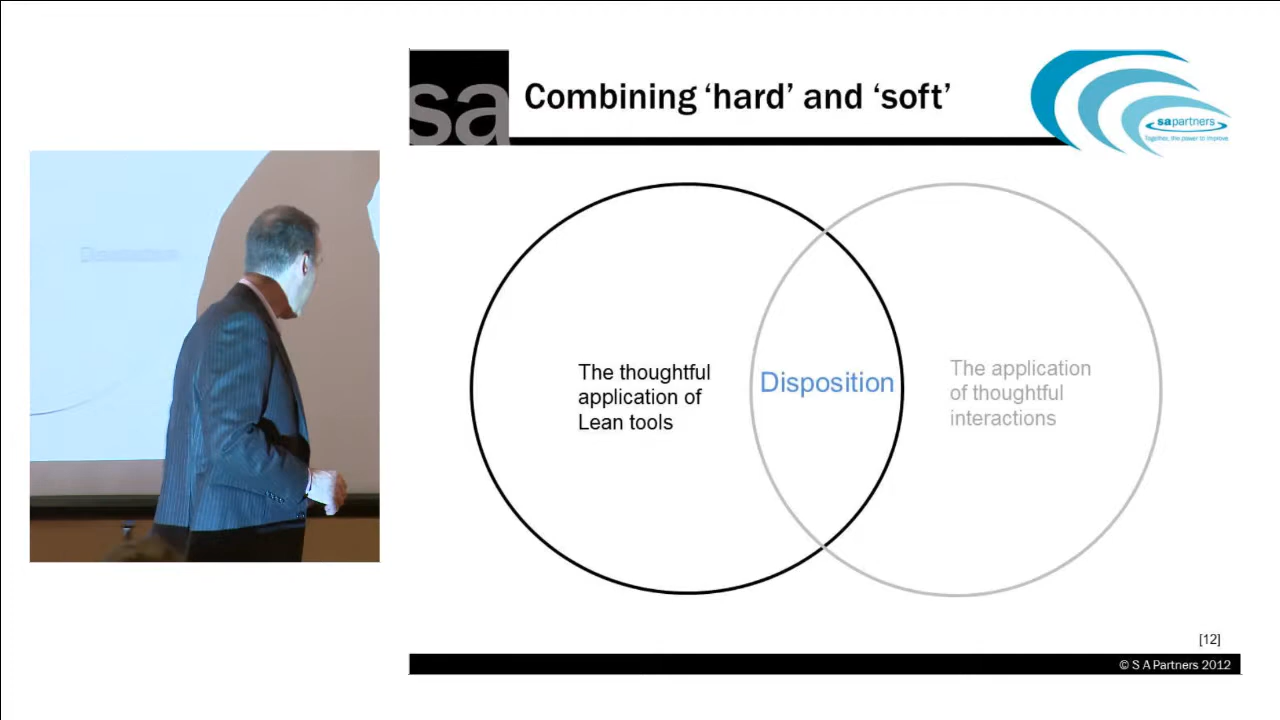 sa
Combining ‘hard’ and ‘soft’
sapartners
Together, the power to improve
The thoughtful
application of
Lean tools
Disposition
The application
of thoughtful
interactions
Disposition
[12]
© S A Partners 2012